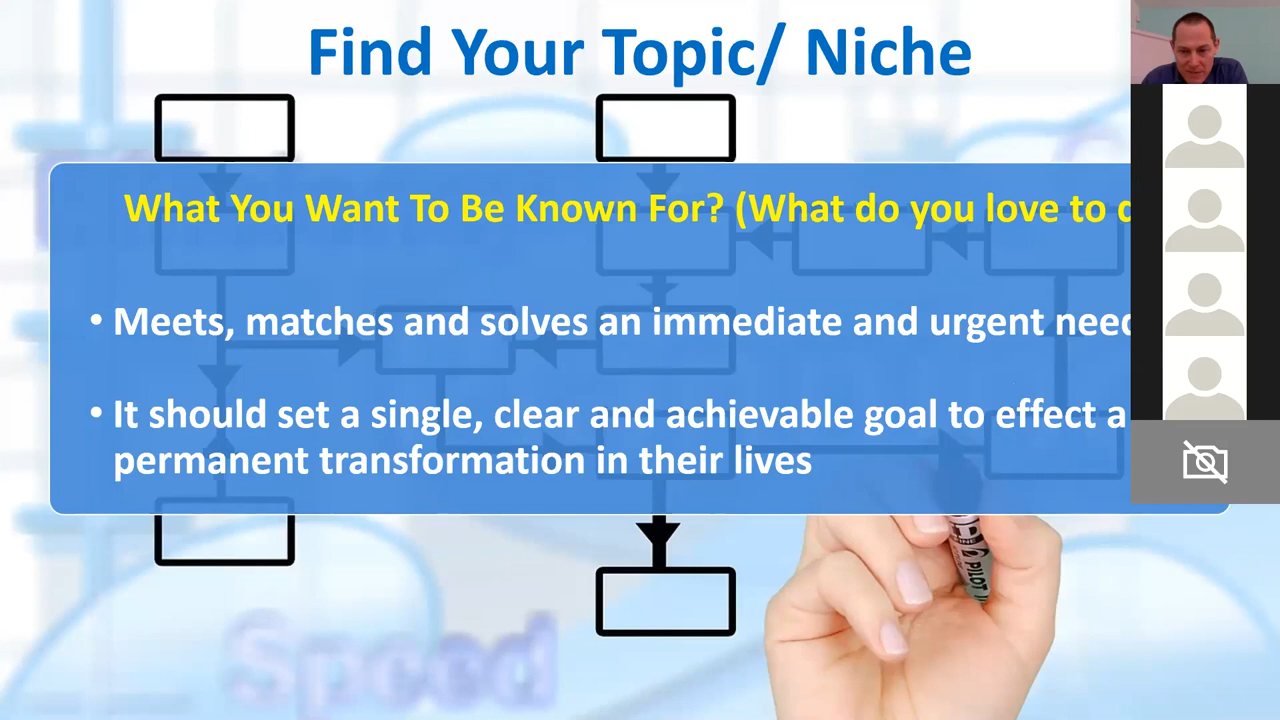 Find Your Topic/ Niche
What You Want To Be Known For? (What do you love to
• Meets, matches and solves an immediate and urgent
• It should set a single, clear and achievable goal to effect a
permanent transformation in their lives
Speed
PILOT